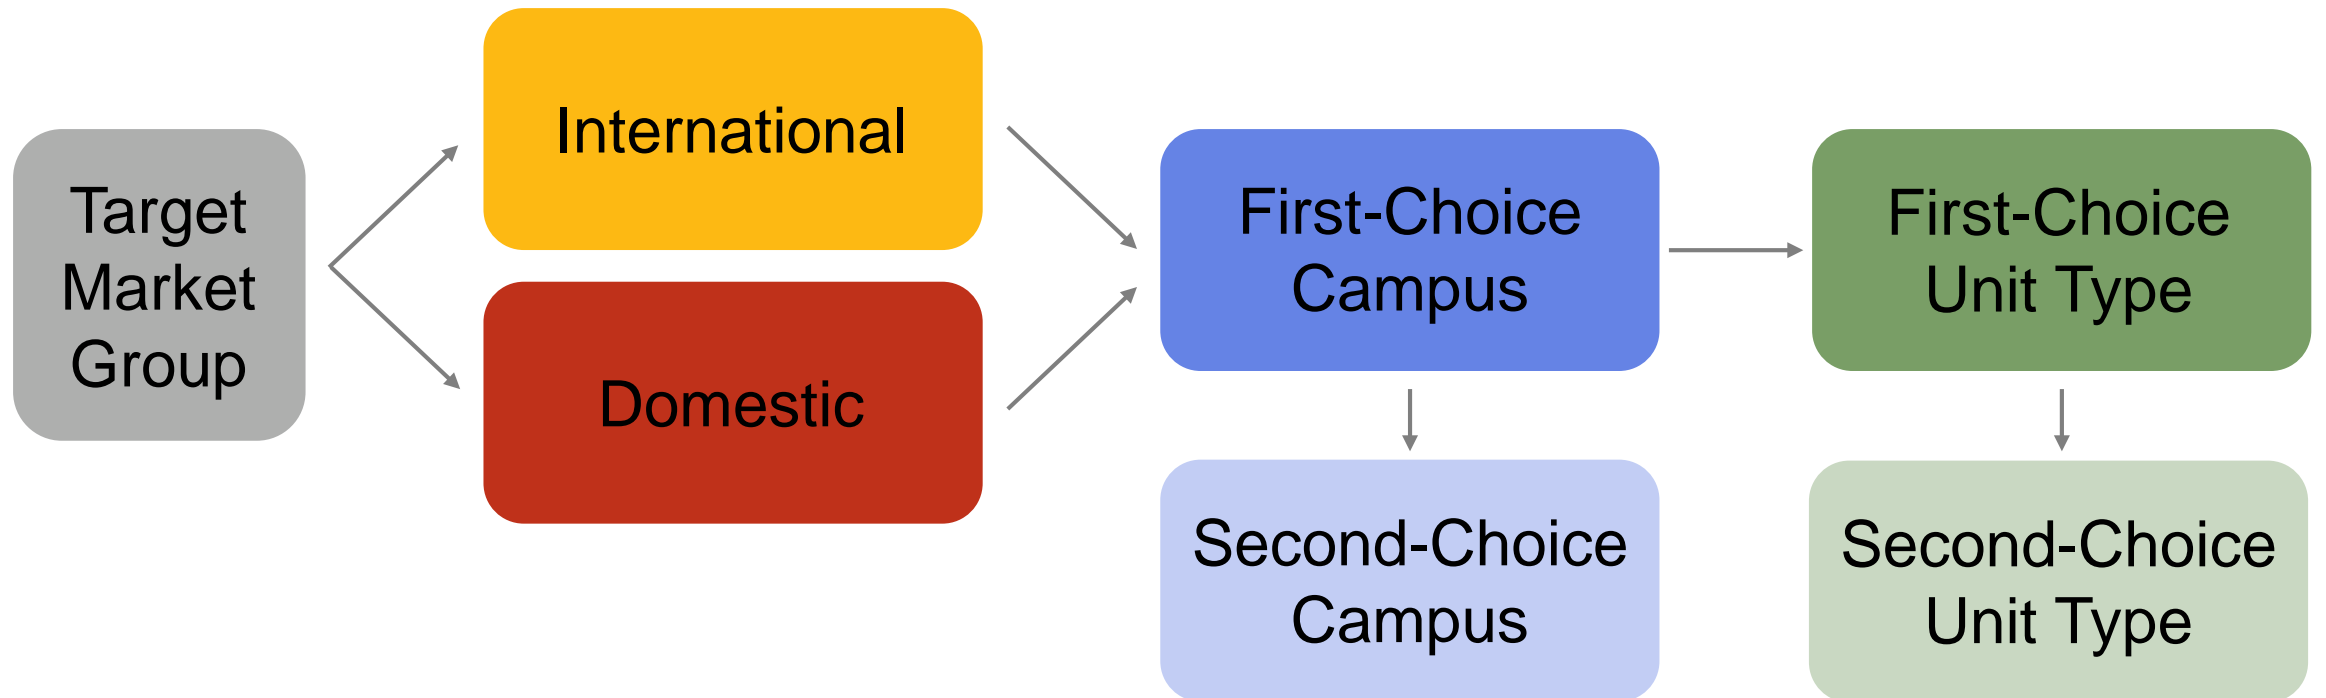 Target
Market
Group
International
Domestic
First-Choice
Campus
Second-Choice
Campus
First-Choice
Unit Type
Second-Choice
Unit Type